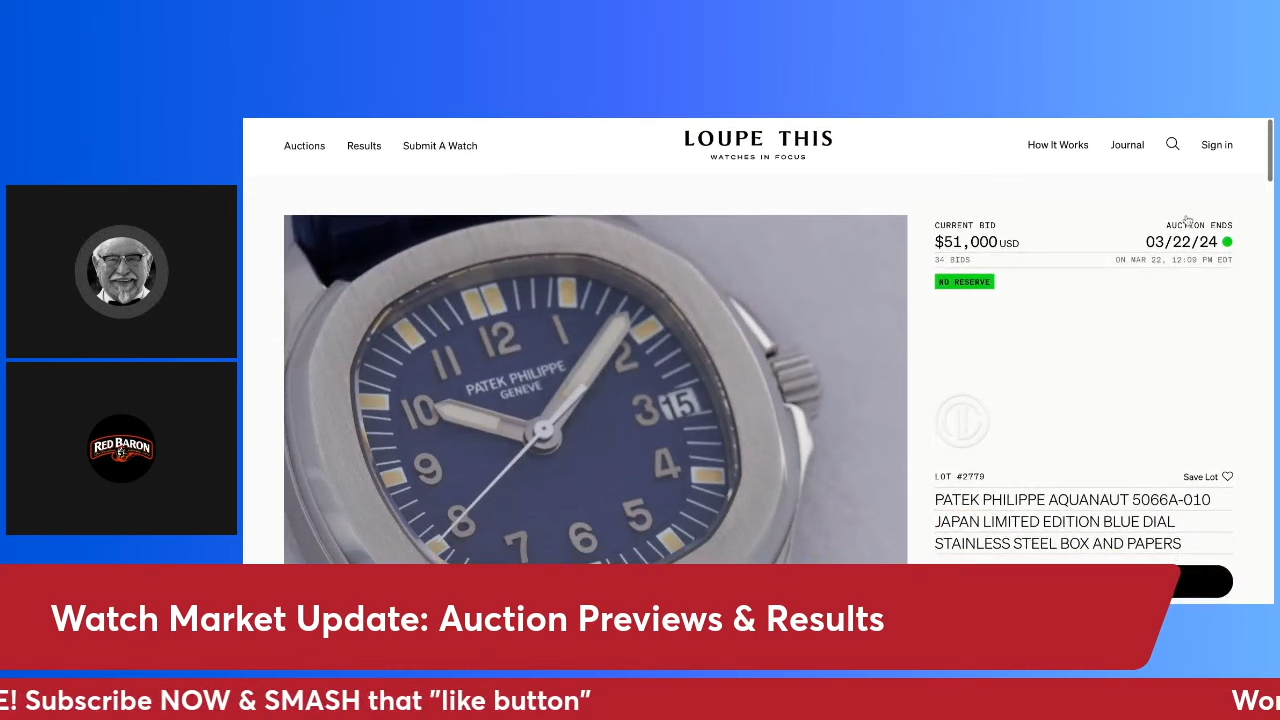 LOUPE THIS
WATCHES IN FOCUS
Auctions Results Submit A Watch
How It Works Journal Sign in
CURRENT BID
$51,000 USD
34 BIDS
NO RESERVE
AUCTION ENDS
03/22/24
ON MAR 22, 12:09 PM EDT
12
1
2
3 15
4
5
6
7
8
9
10
11
PATEK PHILIPPE
GENEVE
LOT #2779
Save Lot
PATEK PHILIPPE AQUANAUT 5066A-010
JAPAN LIMITED EDITION BLUE DIAL
STAINLESS STEEL BOX AND PAPERS
RED BARON
Watch Market Update: Auction Previews & Results
E! Subscribe NOW & SMASH that "like button"
Wor